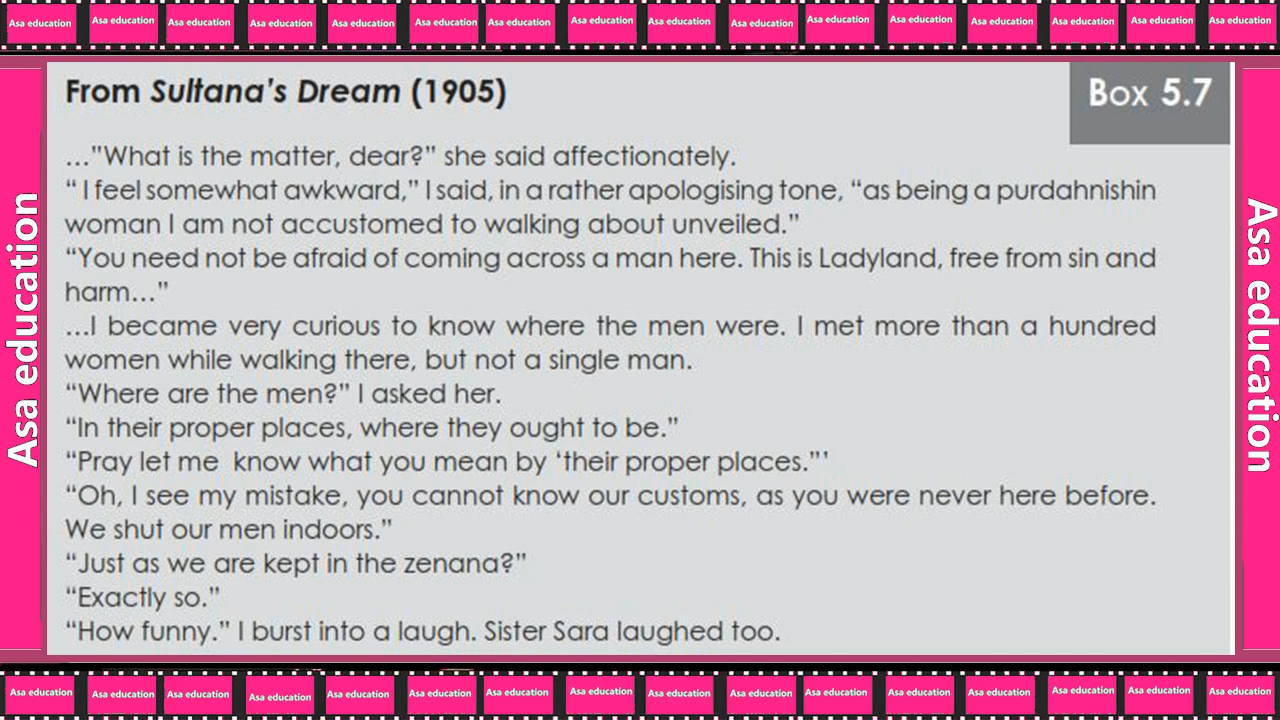 Asa education Asa education Asa education Asa education Asa education Asa education Asa education Asa education Asa education Asa education Asa education Asa education Asa education Asa education Asa education Asa education
From Sultana’s Dream (1905)
Box 5.7
…”What is the matter, dear?” she said affectionately.
“ I feel somewhat awkward,” I said, in a rather apologising tone, “as being a purdahnishin
woman I am not accustomed to walking about unveiled.”
“You need not be afraid of coming across a man here. This is Ladyland, free from sin and
harm…”
…I became very curious to know where the men were. I met more than a hundred
women while walking there, but not a single man.
“Where are the men?” I asked her.
“In their proper places, where they ought to be.”
“Pray let me know what you mean by ‘their proper places.”’
“Oh, I see my mistake, you cannot know our customs, as you were never here before.
We shut our men indoors.”
“Just as we are kept in the zenana?”
“Exactly so.”
“How funny.” I burst into a laugh. Sister Sara laughed too.
Asa education
Asa education
Asa education Asa education Asa education Asa education Asa education Asa education Asa education Asa education Asa education Asa education Asa education Asa education Asa education Asa education Asa education Asa education